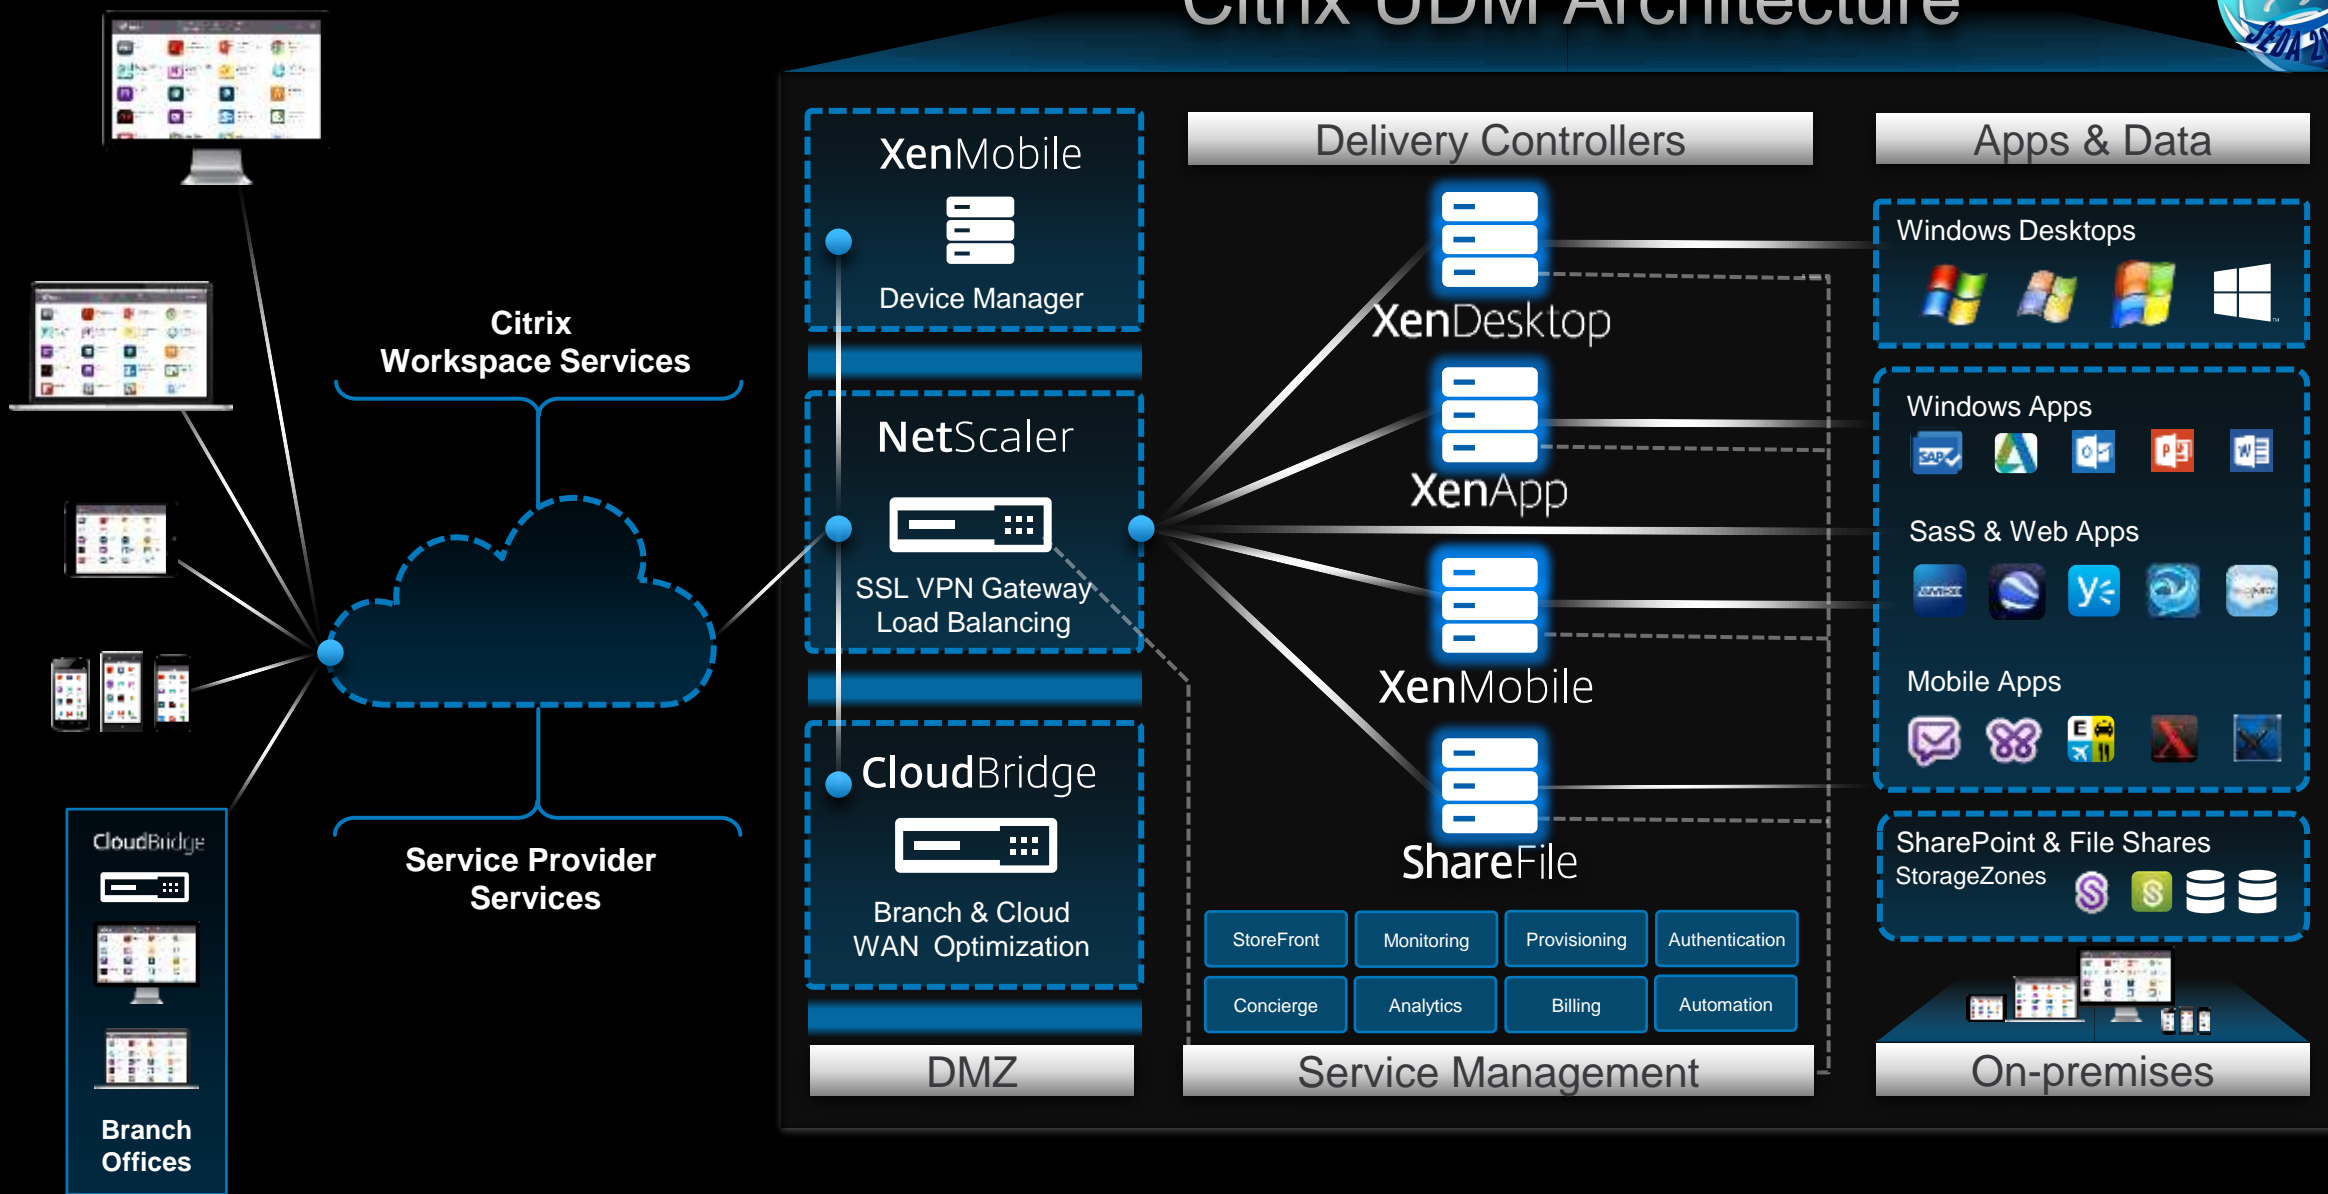 Citrix UDM Architecture
SEDA
Citrix
Workspace Services
Service Provider
Services
CloudBridge
Branch
Offices
XenMobile
Device Manager
NetScaler
SSL VPN Gateway
Load Balancing
CloudBridge
Branch & Cloud
WAN Optimization
DMZ
Delivery Controllers
XenDesktop
XenApp
XenMobile
ShareFile
StoreFront
Monitoring
Provisioning
Authentication
Concierge
Analytics
Billing
Automation
Service Management
Apps & Data
Windows Desktops
Windows Apps
SAP
SasS & Web Apps
Mobile Apps
SharePoint & File Shares
StorageZones
On-premises